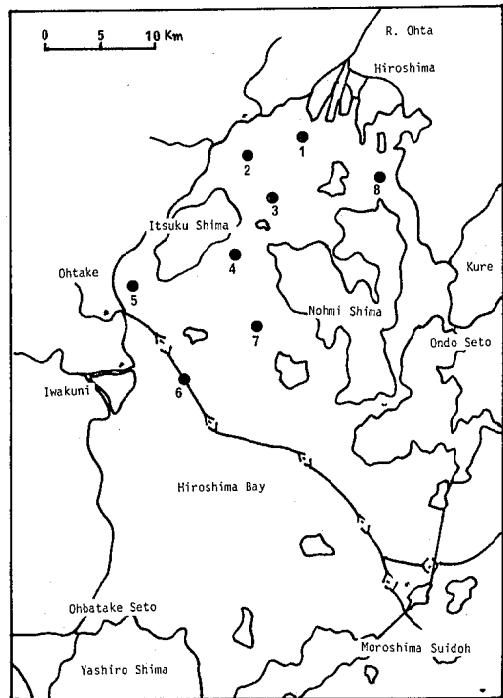 0 5 10 Km
R. Ohta
Hiroshima
1
2
8
3
Itsuku Shima
4
Kure
Ohtake
5
Nohmi Shima
7
Ondo Seto
6
Iwakuni
Hiroshima Bay
Ohbatake Seto
Moroshima Suidoh
Yashiro Shima